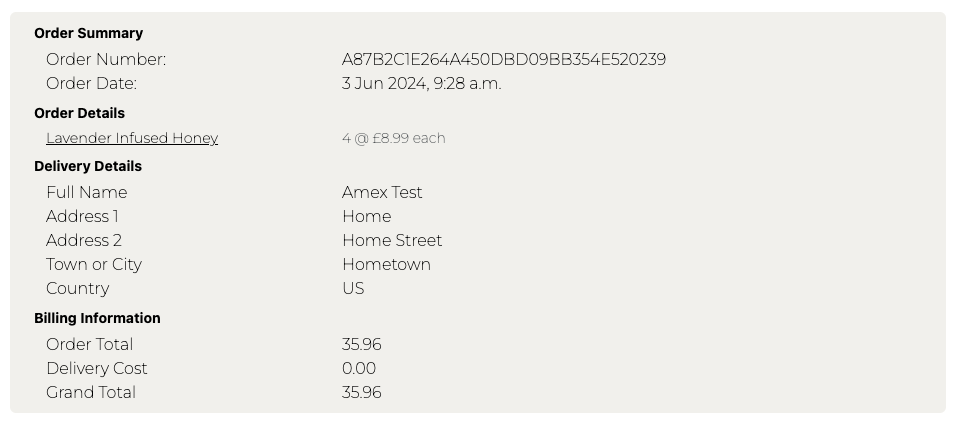 Order Summary
Order Number: A87B2C1E264A450DBD09BB354E520239
Order Date: 3 Jun 2024, 9:28 a.m.
Order Details
Lavender Infused Honey 4 @ £8.99 each
Delivery Details
Full Name Amex Test
Address 1 Home
Address 2 Home Street
Town or City Hometown
Country US
Billing Information
Order Total 35.96
Delivery Cost 0.00
Grand Total 35.96